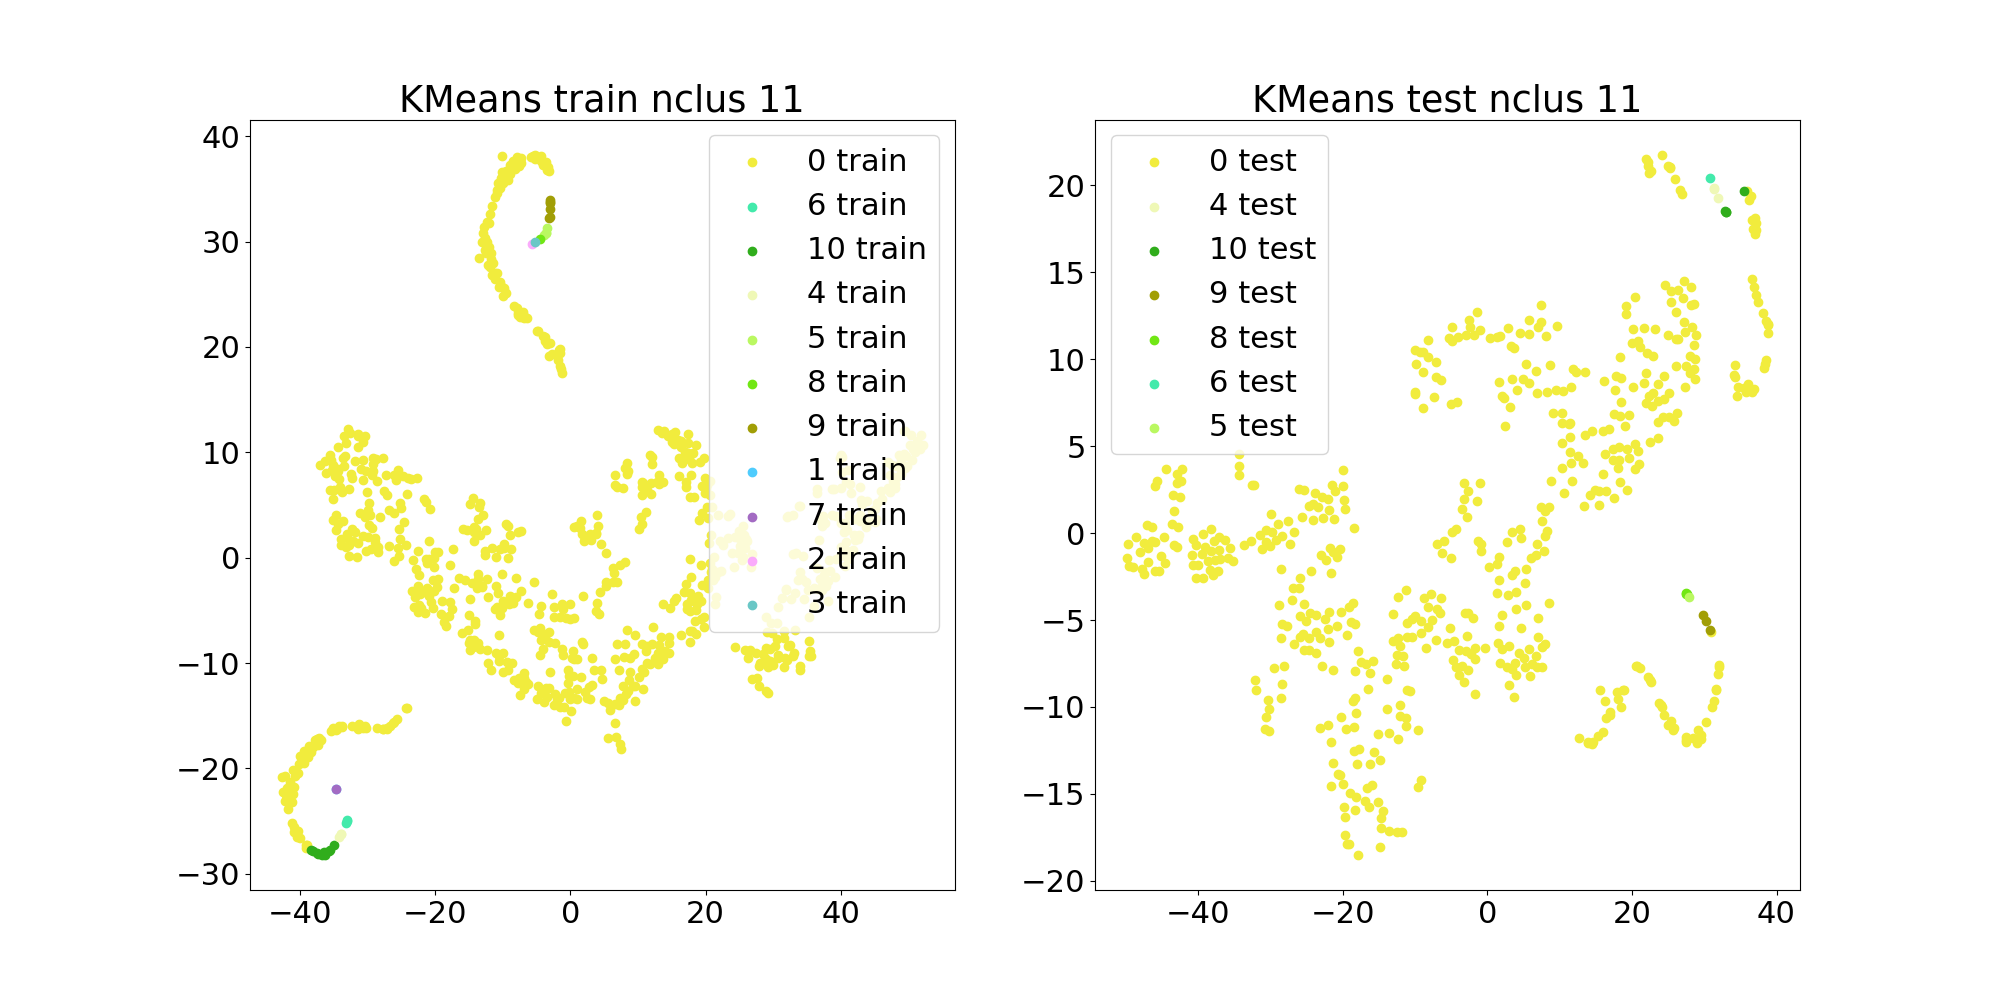 KMeans train nclus 11
40
30
20
10
0
−10
−20
−30
−40
−20
0
20
40
0 train
6 train
10 train
4 train
5 train
8 train
9 train
1 train
7 train
2 train
3 train
KMeans test nclus 11
20
15
10
5
0
−5
−10
−15
−20
−40
−20
0
20
40
0 test
4 test
10 test
9 test
8 test
6 test
5 test